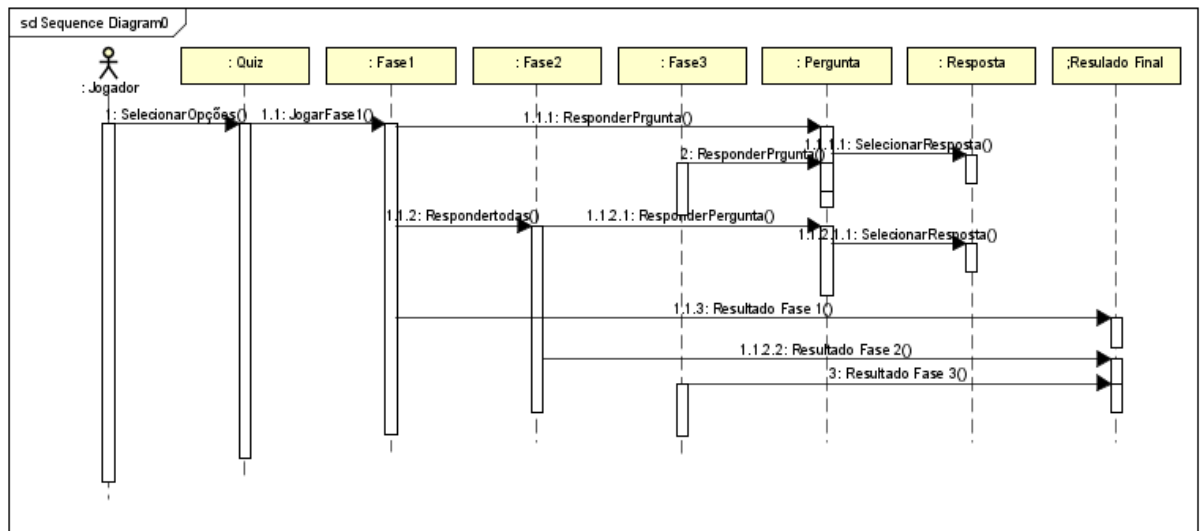 sd Sequence Diagram0
: Jogador
: Quiz
: Fase1
: Fase2
: Fase3
: Pergunta
: Resposta
;Resulado Final
1: SelecionarOpções()
1.1: JogarFase1()
1.1.1: ResponderPrgunta()
1.1.1.1: SelecionarResposta()
2: ResponderPrgunta()
1.1.2: Respondertodas()
1.1.2.1: ResponderPergunta()
1.1.2.1.1: SelecionarResposta()
1.1.3: Resultado Fase 1()
1.1.2.2: Resultado Fase 2()
3: Resultado Fase 3()